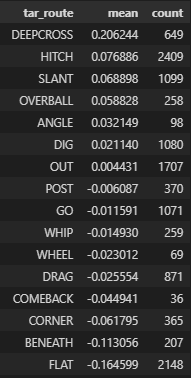 tar_route mean count
DEEPCROSS 0.206244 649
HITCH 0.076886 2409
SLANT 0.068898 1099
OVERBALL 0.058828 258
ANGLE 0.032149 98
DIG 0.021140 1080
OUT 0.004431 1707
POST -0.006087 370
GO -0.011591 1071
WHIP -0.014930 259
WHEEL -0.023012 69
DRAG -0.025554 871
COMEBACK -0.044941 36
CORNER -0.061795 365
BENEATH -0.113056 207
FLAT -0.164599 2148